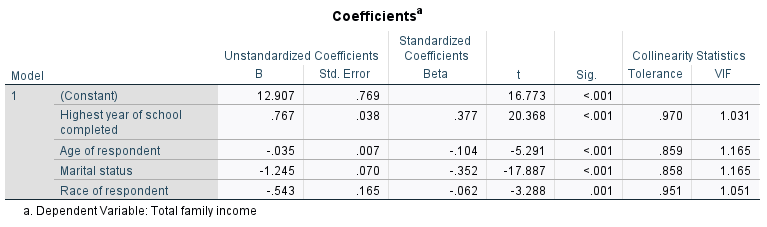 Coefficientsa
Unstandardized Coefficients Standardized Coefficients Collinearity Statistics
Model B Std. Error Beta t Sig. Tolerance VIF
1 (Constant) 12.907 .769 16.773 <.001
Highest year of school completed .767 .038 .377 20.368 <.001 .970 1.031
Age of respondent -.035 .007 -.104 -5.291 <.001 .859 1.165
Marital status -1.245 .070 -.352 -17.887 <.001 .858 1.165
Race of respondent -.543 .165 -.062 -3.288 .001 .951 1.051
a. Dependent Variable: Total family income